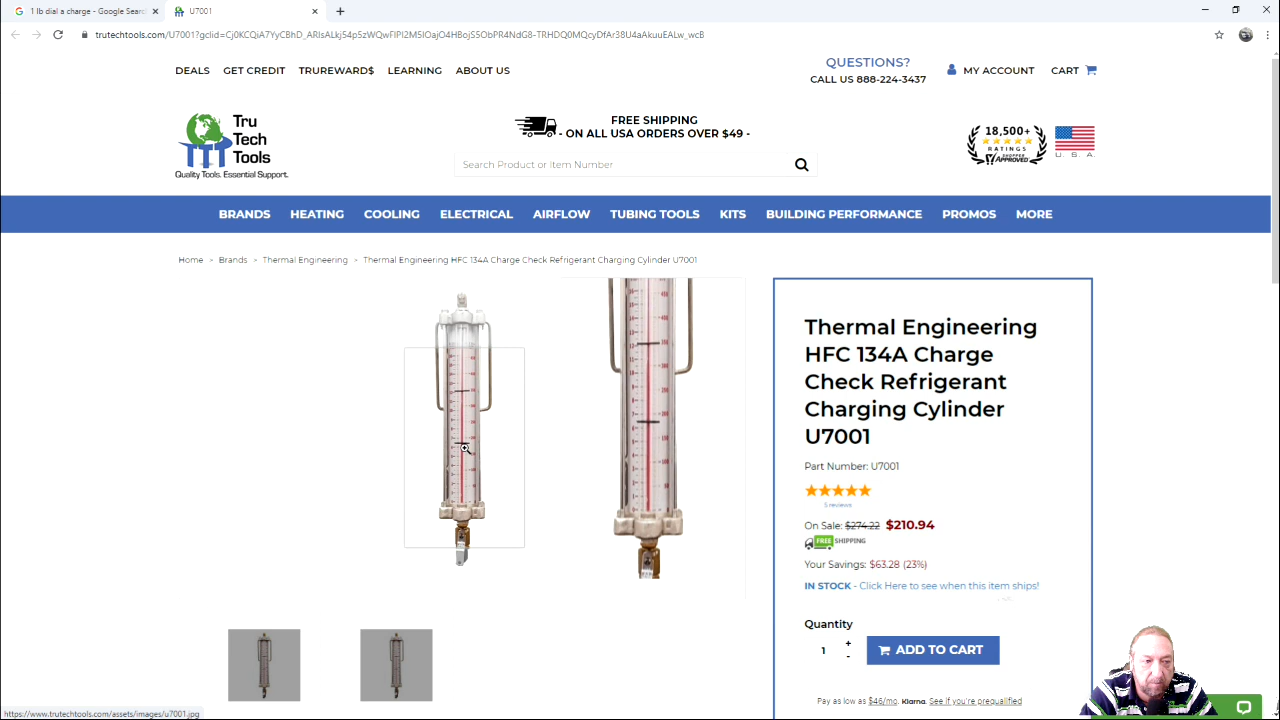 1 lb dial a charge - Google Searc
U7001
trutechtools.com/U7001?gclid=Cj0KCQiA7YyCBhD_ARIsALkj54p5zWQwFIPI2M5IOajO4HBojS5ObPR4NdG8-TRHDQ0MQcyDfAr38U4aAkuuEALw_wcB
DEALS GET CREDIT TRUREWARD$ LEARNING ABOUT US
QUESTIONS?
CALL US 888-224-3437
MY ACCOUNT CART
Tru
Tech
Tools
Quality Tools. Essential Support.
FREE SHIPPING
- ON ALL USA ORDERS OVER $49 -
Search Product or Item Number
18,500+
RATINGS
SHOPPER
APPROVED
U. S. A.
BRANDS HEATING COOLING ELECTRICAL AIRFLOW TUBING TOOLS KITS BUILDING PERFORMANCE PROMOS MORE
Home > Brands > Thermal Engineering > Thermal Engineering HFC 134A Charge Check Refrigerant Charging Cylinder U7001
Thermal Engineering
HFC 134A Charge
Check Refrigerant
Charging Cylinder
U7001
Part Number: U7001
5 reviews
On Sale: $274.22 $210.94
FREE SHIPPING
Your Savings: $63.28 (23%)
IN STOCK - Click Here to see when this item ships!
Quantity
1 + -
ADD TO CART
Pay as low as $46/mo. Klarna. See if you're prequalified
https://www.trutechtools.com/assets/images/u7001.jpg